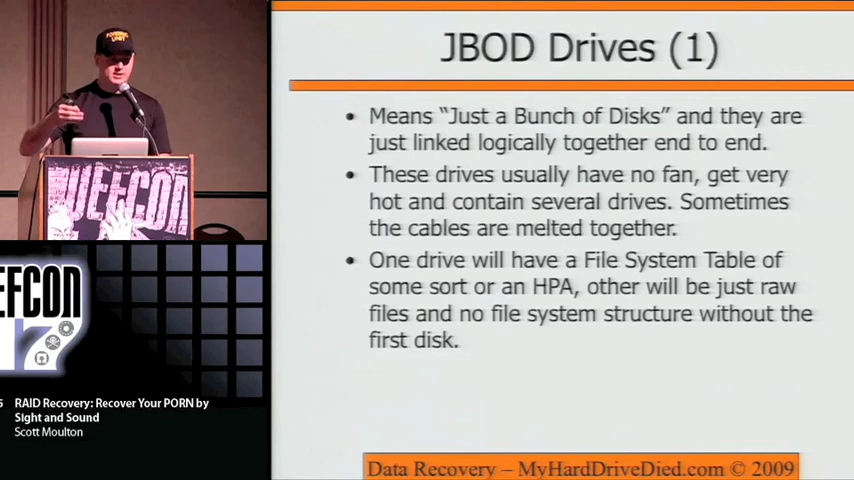 FORENSIC
UNIT
DEFCON
EFCON
17
RAID Recovery: Recover Your PORN by
Sight and Sound
Scott Moulton
JBOD Drives (1)
• Means “Just a Bunch of Disks” and they are
just linked logically together end to end.
• These drives usually have no fan, get very
hot and contain several drives. Sometimes
the cables are melted together.
• One drive will have a File System Table of
some sort or an HPA, other will be just raw
files and no file system structure without the
first disk.
Data Recovery – MyHardDriveDied.com © 2009